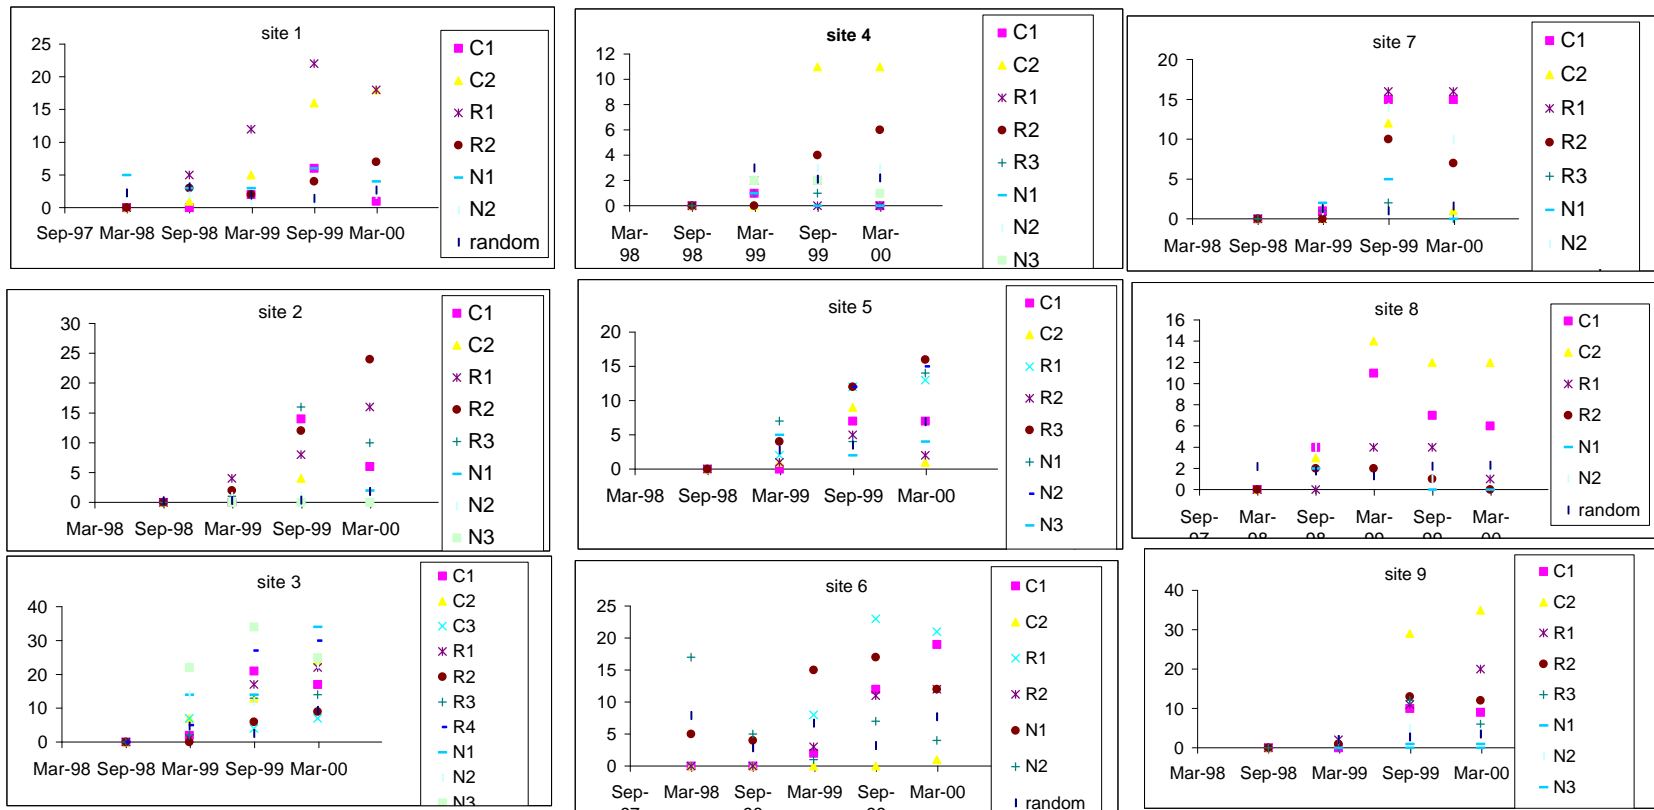 site 1
25
20
15
10
5
0
Sep-97 Mar-98 Sep-98 Mar-99 Sep-99 Mar-00
C1
C2
R1
R2
N1
N2
random
site 4
12
10
8
6
4
2
0
Mar- Sep- Mar- Sep- Mar-
98 98 99 99 00
C1
C2
R1
R2
R3
N1
N2
N3
site 7
20
15
10
5
0
Mar-98 Sep-98 Mar-99 Sep-99 Mar-00
C1
C2
R1
R2
R3
N1
N2
site 2
30
25
20
15
10
5
0
Mar-98 Sep-98 Mar-99 Sep-99 Mar-00
C1
C2
R1
R2
R3
N1
N2
N3
site 5
20
15
10
5
0
Mar-98 Sep-98 Mar-99 Sep-99 Mar-00
C1
C2
R1
R2
R3
N1
N2
N3
site 8
16
14
12
10
8
6
4
2
0
Sep- Mar- Sep- Mar- Sep- Mar-
C1
C2
R1
R2
N1
N2
random
site 3
40
30
20
10
0
Mar-98 Sep-98 Mar-99 Sep-99 Mar-00
C1
C2
C3
R1
R2
R3
R4
N1
N2
N3
site 6
25
20
15
10
5
0
Sep- Mar-98 Sep- Mar-99 Sep- Mar-00
C1
C2
R1
R2
N1
N2
random
site 9
40
30
20
10
0
Mar-98 Sep-98 Mar-99 Sep-99 Mar-00
C1
C2
R1
R2
R3
N1
N2
N3